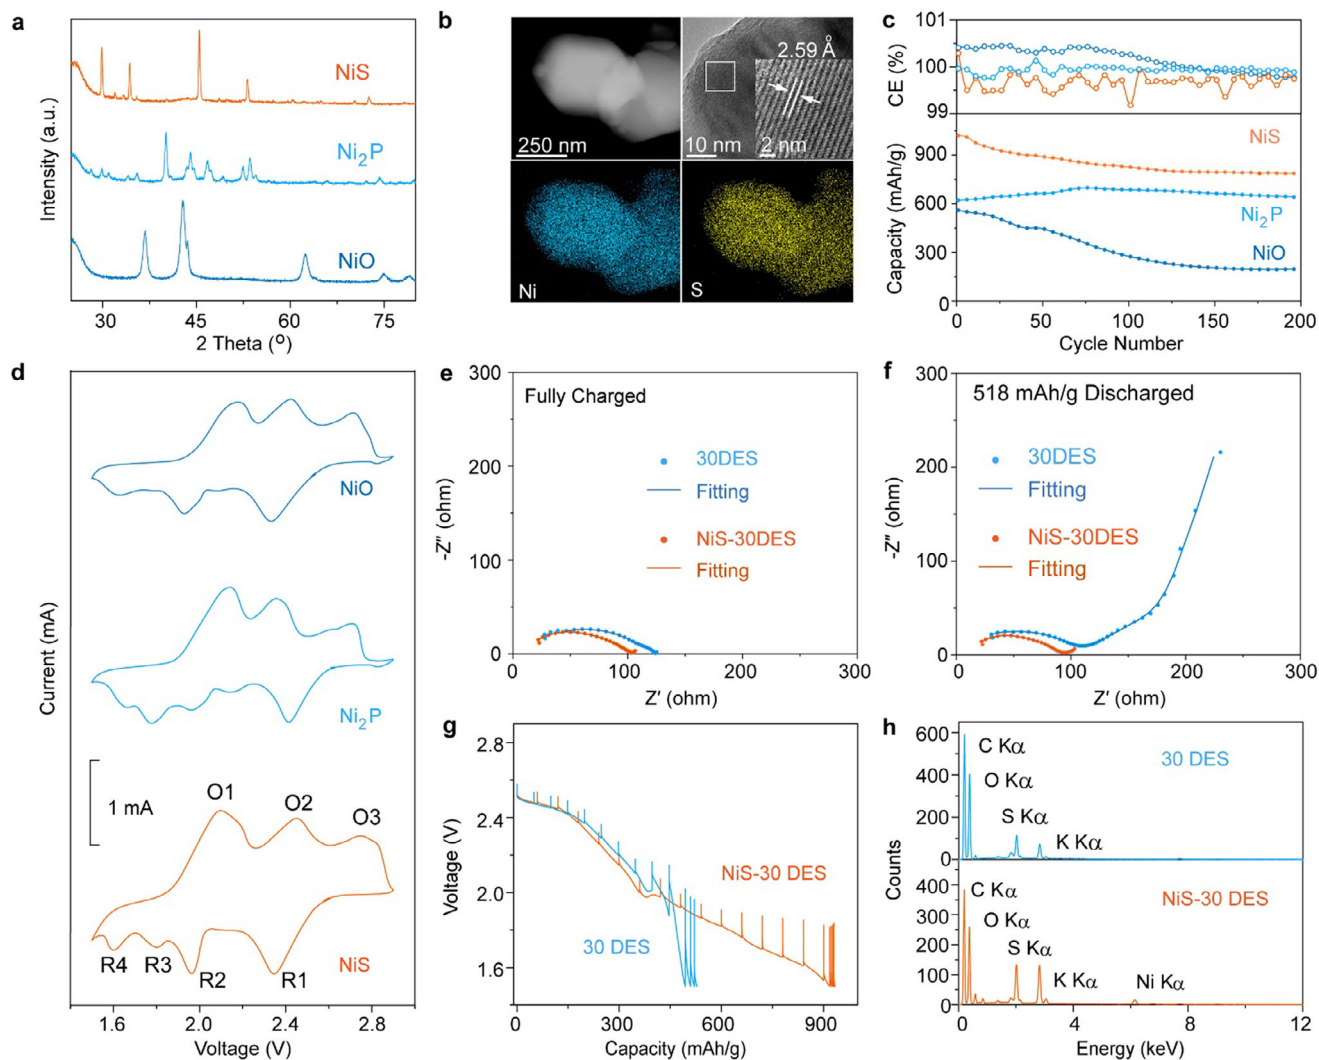 a
NiS
Ni₂P
NiO
Intensity (a.u.)
30 45 60 75
2 Theta (°)
b
250 nm
2.59 Å
10 nm
2 nm
Ni
S
c
101
100
99
CE (%)
NiS
Ni₂P
NiO
900
600
300
0
Capacity (mAh/g)
0 50 100 150 200
Cycle Number
d
NiO
Ni₂P
1 mA
O1
O2
O3
R4
R3
R2
R1
NiS
Current (mA)
1.6 2.0 2.4 2.8
Voltage (V)
e
Fully Charged
30DES
Fitting
NiS-30DES
Fitting
300
200
100
0
-Z″ (ohm)
0 100 200 300
Z′ (ohm)
f
518 mAh/g Discharged
30DES
Fitting
NiS-30DES
Fitting
300
200
100
0
-Z″ (ohm)
0 100 200 300
Z′ (ohm)
g
2.8
2.4
2.0
1.6
Voltage (V)
NiS-30 DES
30 DES
0 300 600 900
Capacity (mAh/g)
h
600
400
200
0
C Kα
O Kα
S Kα
K Kα
30 DES
400
300
200
100
0
C Kα
O Kα
S Kα
K Kα
Ni Kα
NiS-30 DES
Counts
0 4 8 12
Energy (keV)